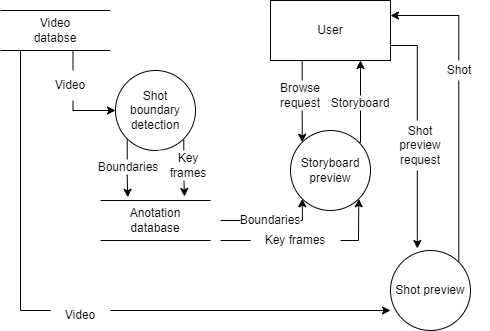 Video
databse
User
Video
Shot
boundary
detection
Browse
request
Storyboard
Shot
Shot
preview
request
Boundaries
Key
frames
Storyboard
preview
Anotation
database
Boundaries
Key frames
Shot preview
Video